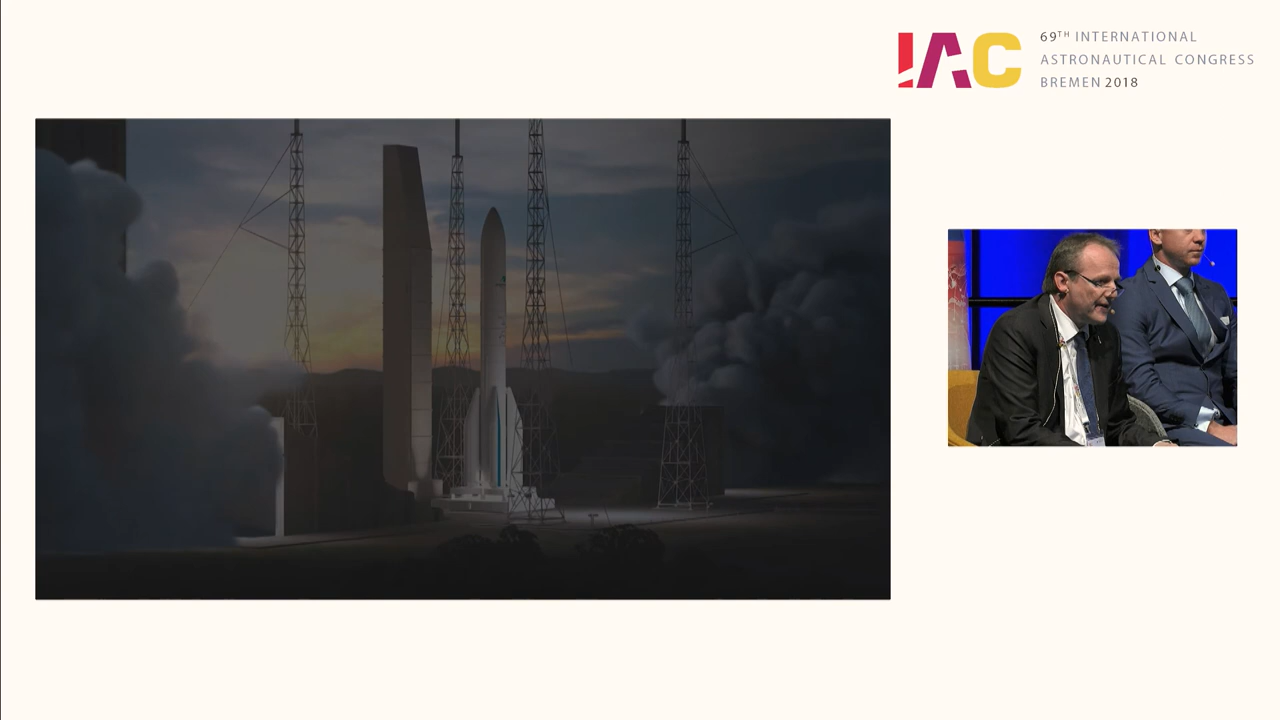 IAC
69TH INTERNATIONAL
ASTRONAUTICAL CONGRESS
BREMEN 2018